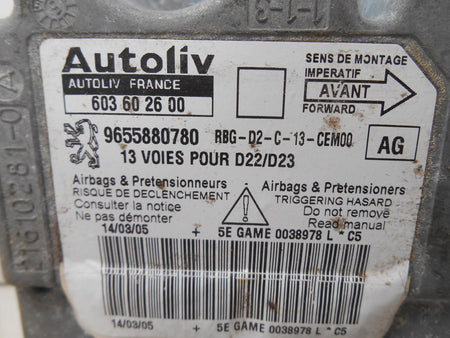 1-1-3
Autoliv
AUTOLIV FRANCE
603 60 26 00
SENS DE MONTAGE
IMPERATIF
AVANT
FORWARD
9655880780 RBG-D2-C-13-CEM00
AG
13 VOIES POUR D22/D23
Airbags & Pretensionneurs
RISQUE DE DECLENCHEMENT
Consulter la notice
Ne pas démonter
Airbags & Pretensioners
TRIGGERING HASARD
Do not remove
Read manual
14/03/05 + 5E GAME 0038978 L * C5
14/03/05 + 5E GAME 0038978 L * C5
A